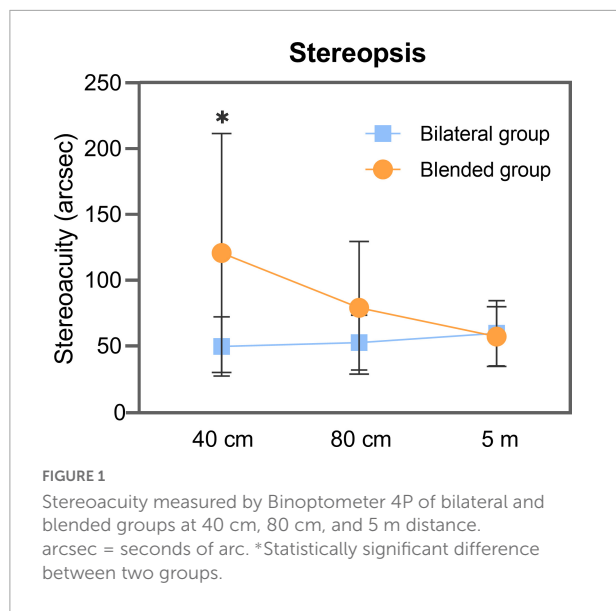 Stereopsis
250
200
150
100
50
0
Stereoacuity (arcsec)
*
Bilateral group
Blended group
40 cm 80 cm 5 m
FIGURE 1
Stereoacuity measured by Binoptometer 4P of bilateral and
blended groups at 40 cm, 80 cm, and 5 m distance.
arcsec = seconds of arc. *Statistically significant difference
between two groups.